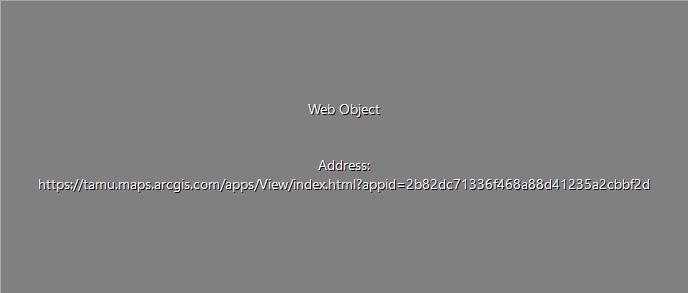 Web Object
Address:
https://tamu.maps.arcgis.com/apps/View/index.html?appid=2b82dc71336f468a88d41235a2cbbf2d